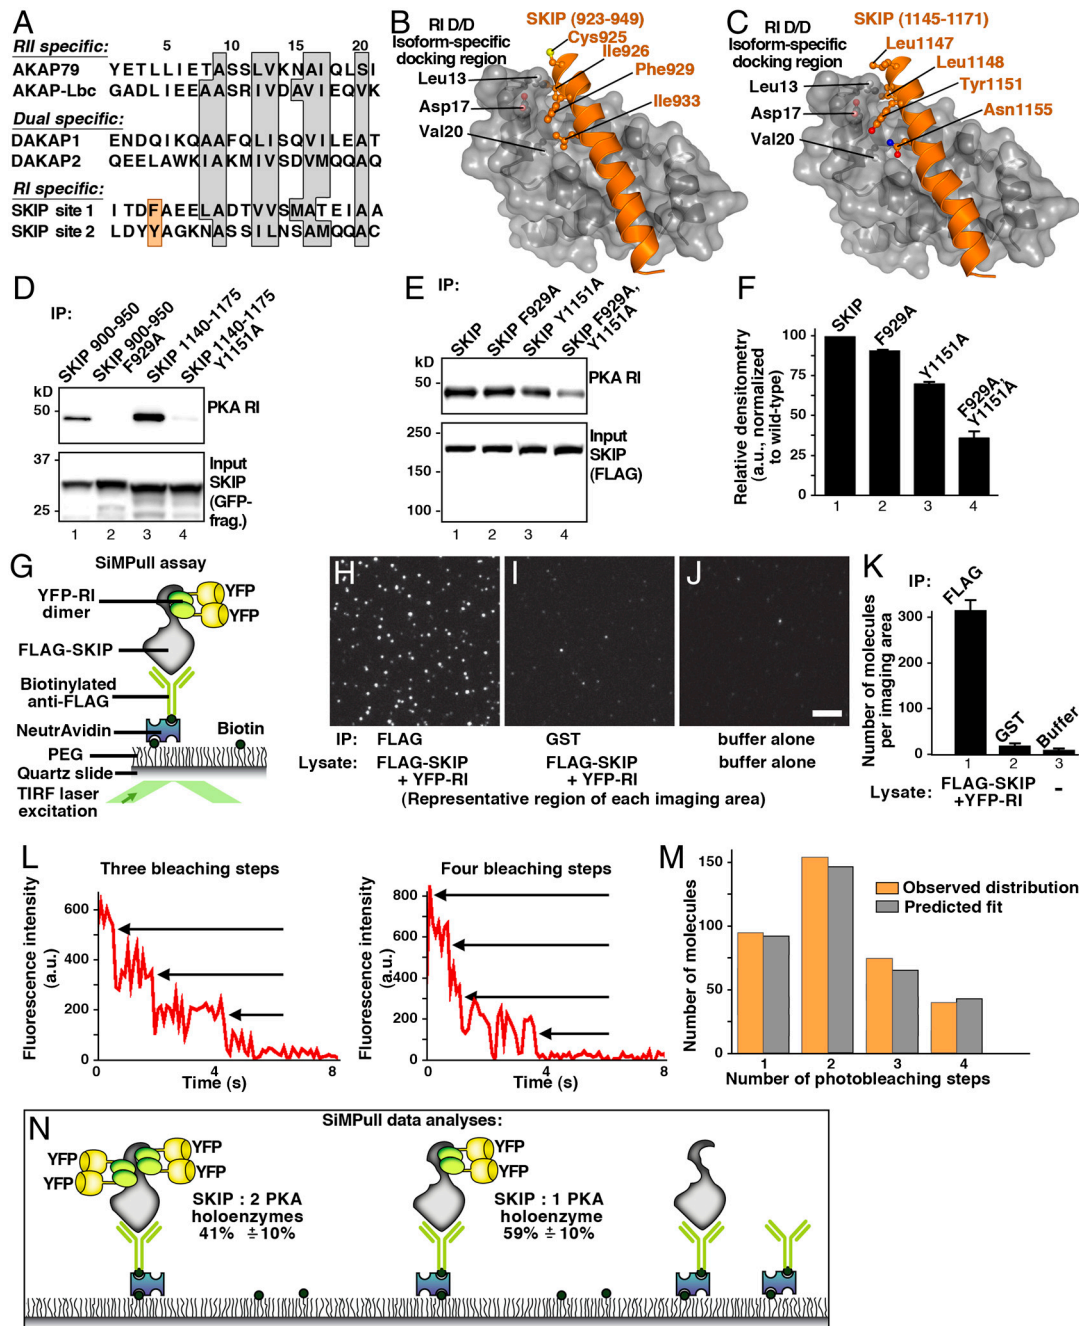 A
RII specific: 5 10 15 20
AKAP79 YETLLIETASSLVKNAIQLSI
AKAP-Lbc GADLIEEAASRIVDAVIEQVK
Dual specific:
DAKAP1 ENDQIKQAAFQLISQVILEAT
DAKAP2 QEELAWKIAKMIVSDVMQQAQ
RI specific:
SKIP site 1 ITDFAEELADTVVSMATEIAA
SKIP site 2 LDYYAGKNASSILNSAMQQAC
B
RI D/D
Isoform-specific
docking region
SKIP (923-949)
Cys925
Ile926
Phe929
Ile933
Leu13
Asp17
Val20
C
RI D/D
Isoform-specific
docking region
SKIP (1145-1171)
Leu1147
Leu1148
Tyr1151
Asn1155
Leu13
Asp17
Val20
D
IP:
SKIP 900-950
SKIP 900-950
F929A
SKIP 1140-1175
SKIP 1140-1175
Y1151A
kD
50
PKA RI
37
25
Input
SKIP
(GFP-
frag.)
1 2 3 4
E
IP:
SKIP
SKIP F929A
SKIP Y1151A
SKIP F929A,
Y1151A
kD
50
PKA RI
250
150
100
Input
SKIP
(FLAG)
1 2 3 4
F
Relative densitometry
(a.u., normalized
to wild-type)
100
75
50
25
0
SKIP
F929A
Y1151A
F929A,
Y1151A
1 2 3 4
G
SiMPull assay
YFP-RI
dimer
YFP
YFP
FLAG-SKIP
Biotinylated
anti-FLAG
NeutrAvidin
Biotin
PEG
Quartz slide
TIRF laser
excitation
H
I
J
IP: FLAG GST buffer alone
Lysate: FLAG-SKIP FLAG-SKIP buffer alone
+ YFP-RI + YFP-RI
(Representative region of each imaging area)
K
IP:
FLAG
GST
Buffer
Number of molecules
per imaging area
300
200
100
0
1 2 3
Lysate: FLAG-SKIP -
+YFP-RI
L
Three bleaching steps
Fluorescence intensity
(a.u.)
600
400
200
0
0 4 8
Time (s)
Four bleaching steps
Fluorescence intensity
(a.u.)
800
600
400
200
0
0 4 8
Time (s)
M
Number of molecules
150
100
50
0
Observed distribution
Predicted fit
1 2 3 4
Number of photobleaching steps
N
SiMPull data analyses:
YFP
YFP
YFP
YFP
SKIP : 2 PKA
holoenzymes
41% ±10%
YFP
YFP
SKIP : 1 PKA
holoenzyme
59% ±10%